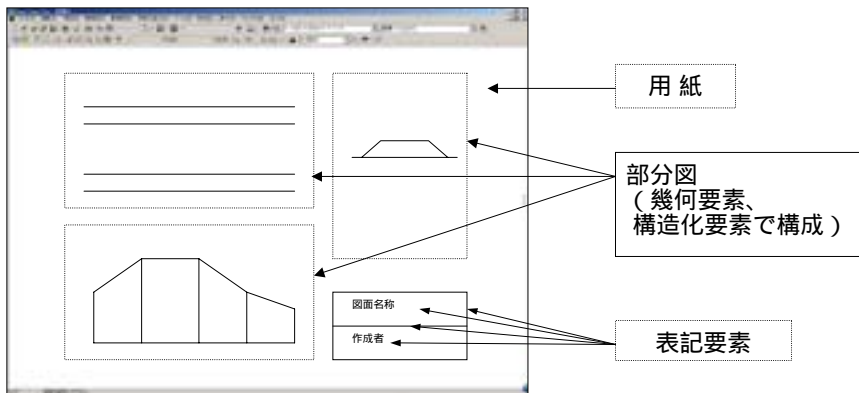 用 紙
部分図
（幾何要素、
構造化要素で構成）
図面名称
作成者
表記要素